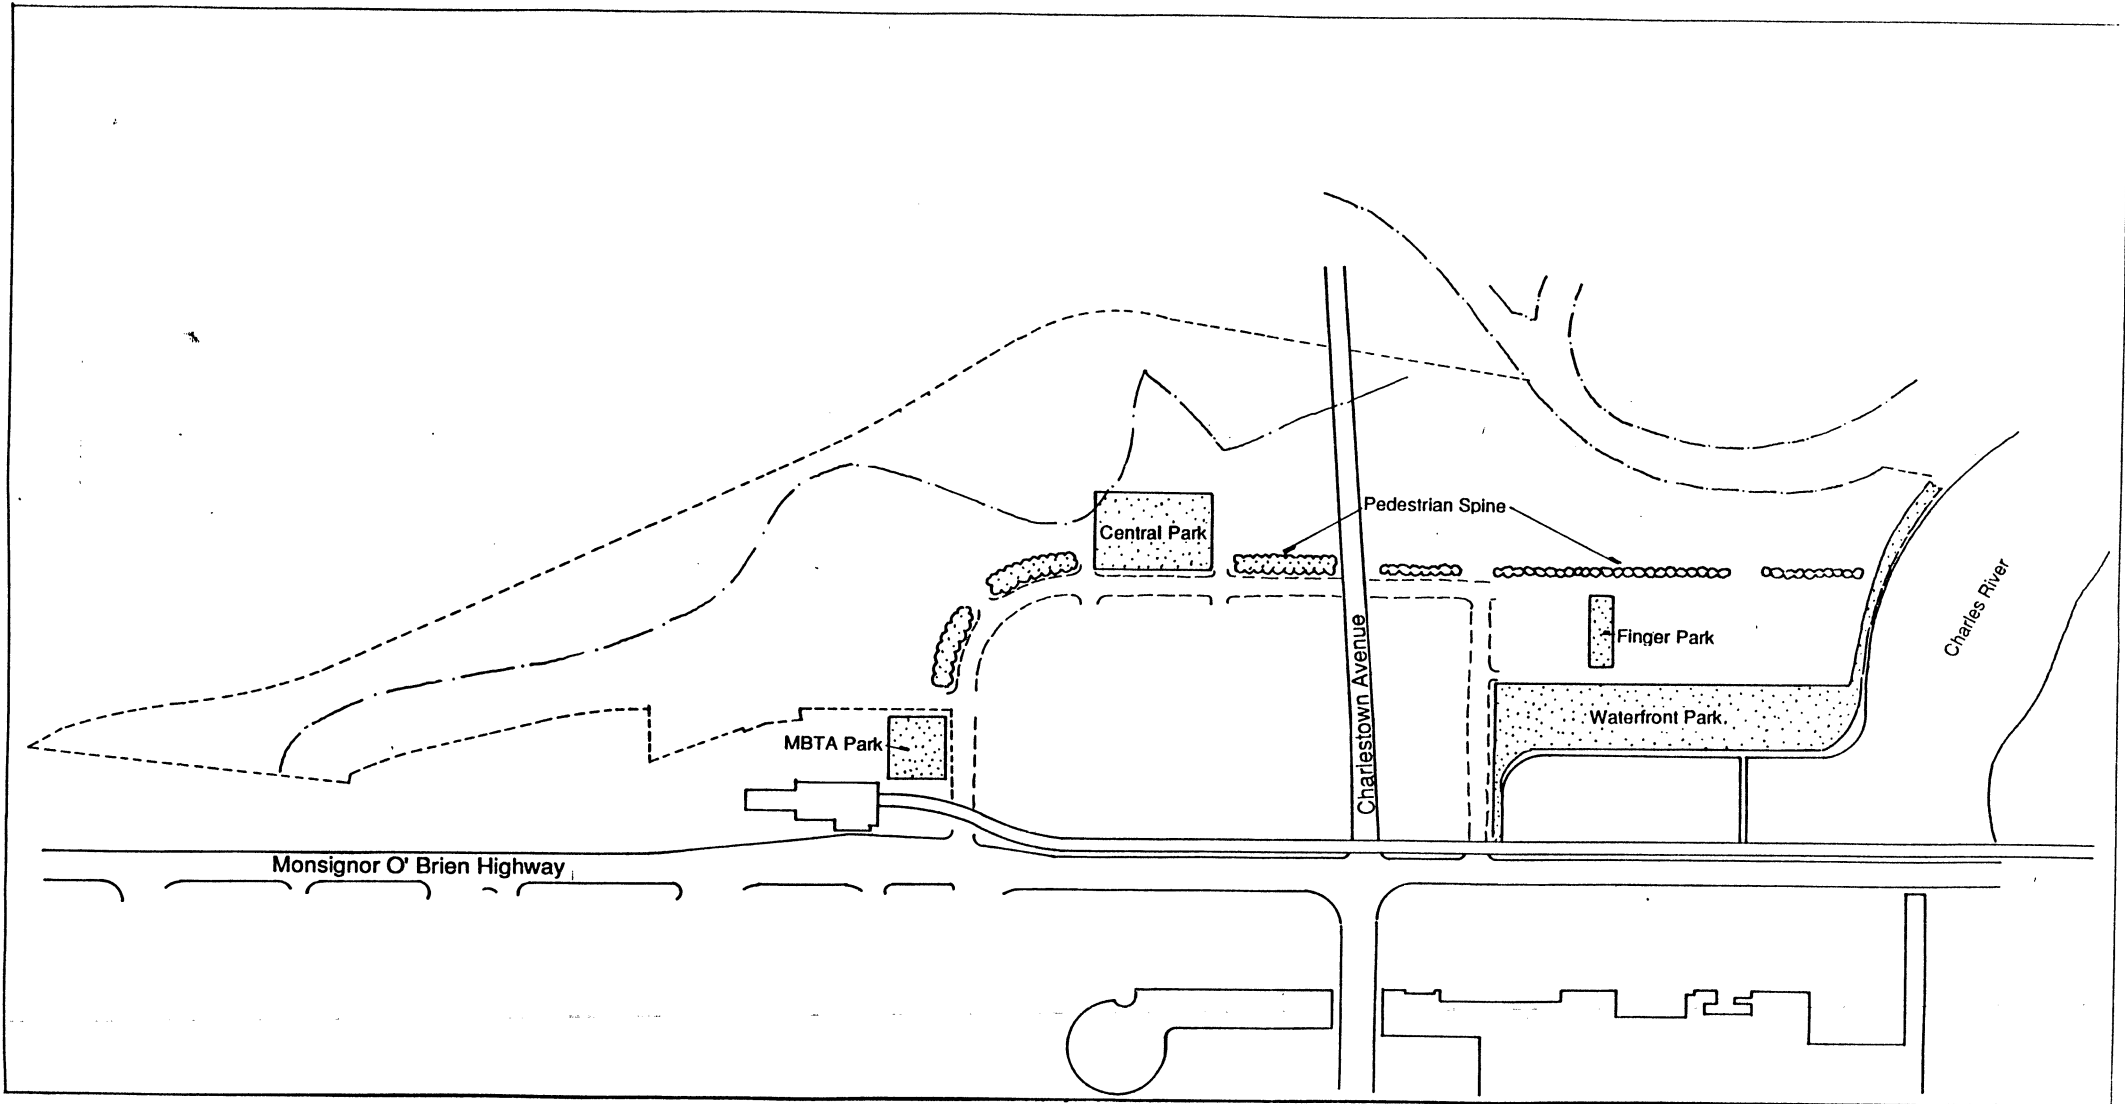 Pedestrian Spine
Central Park
Charles River
Finger Park
Charlestown Avenue
Waterfront Park
MBTA Park
Monsignor O' Brien Highway